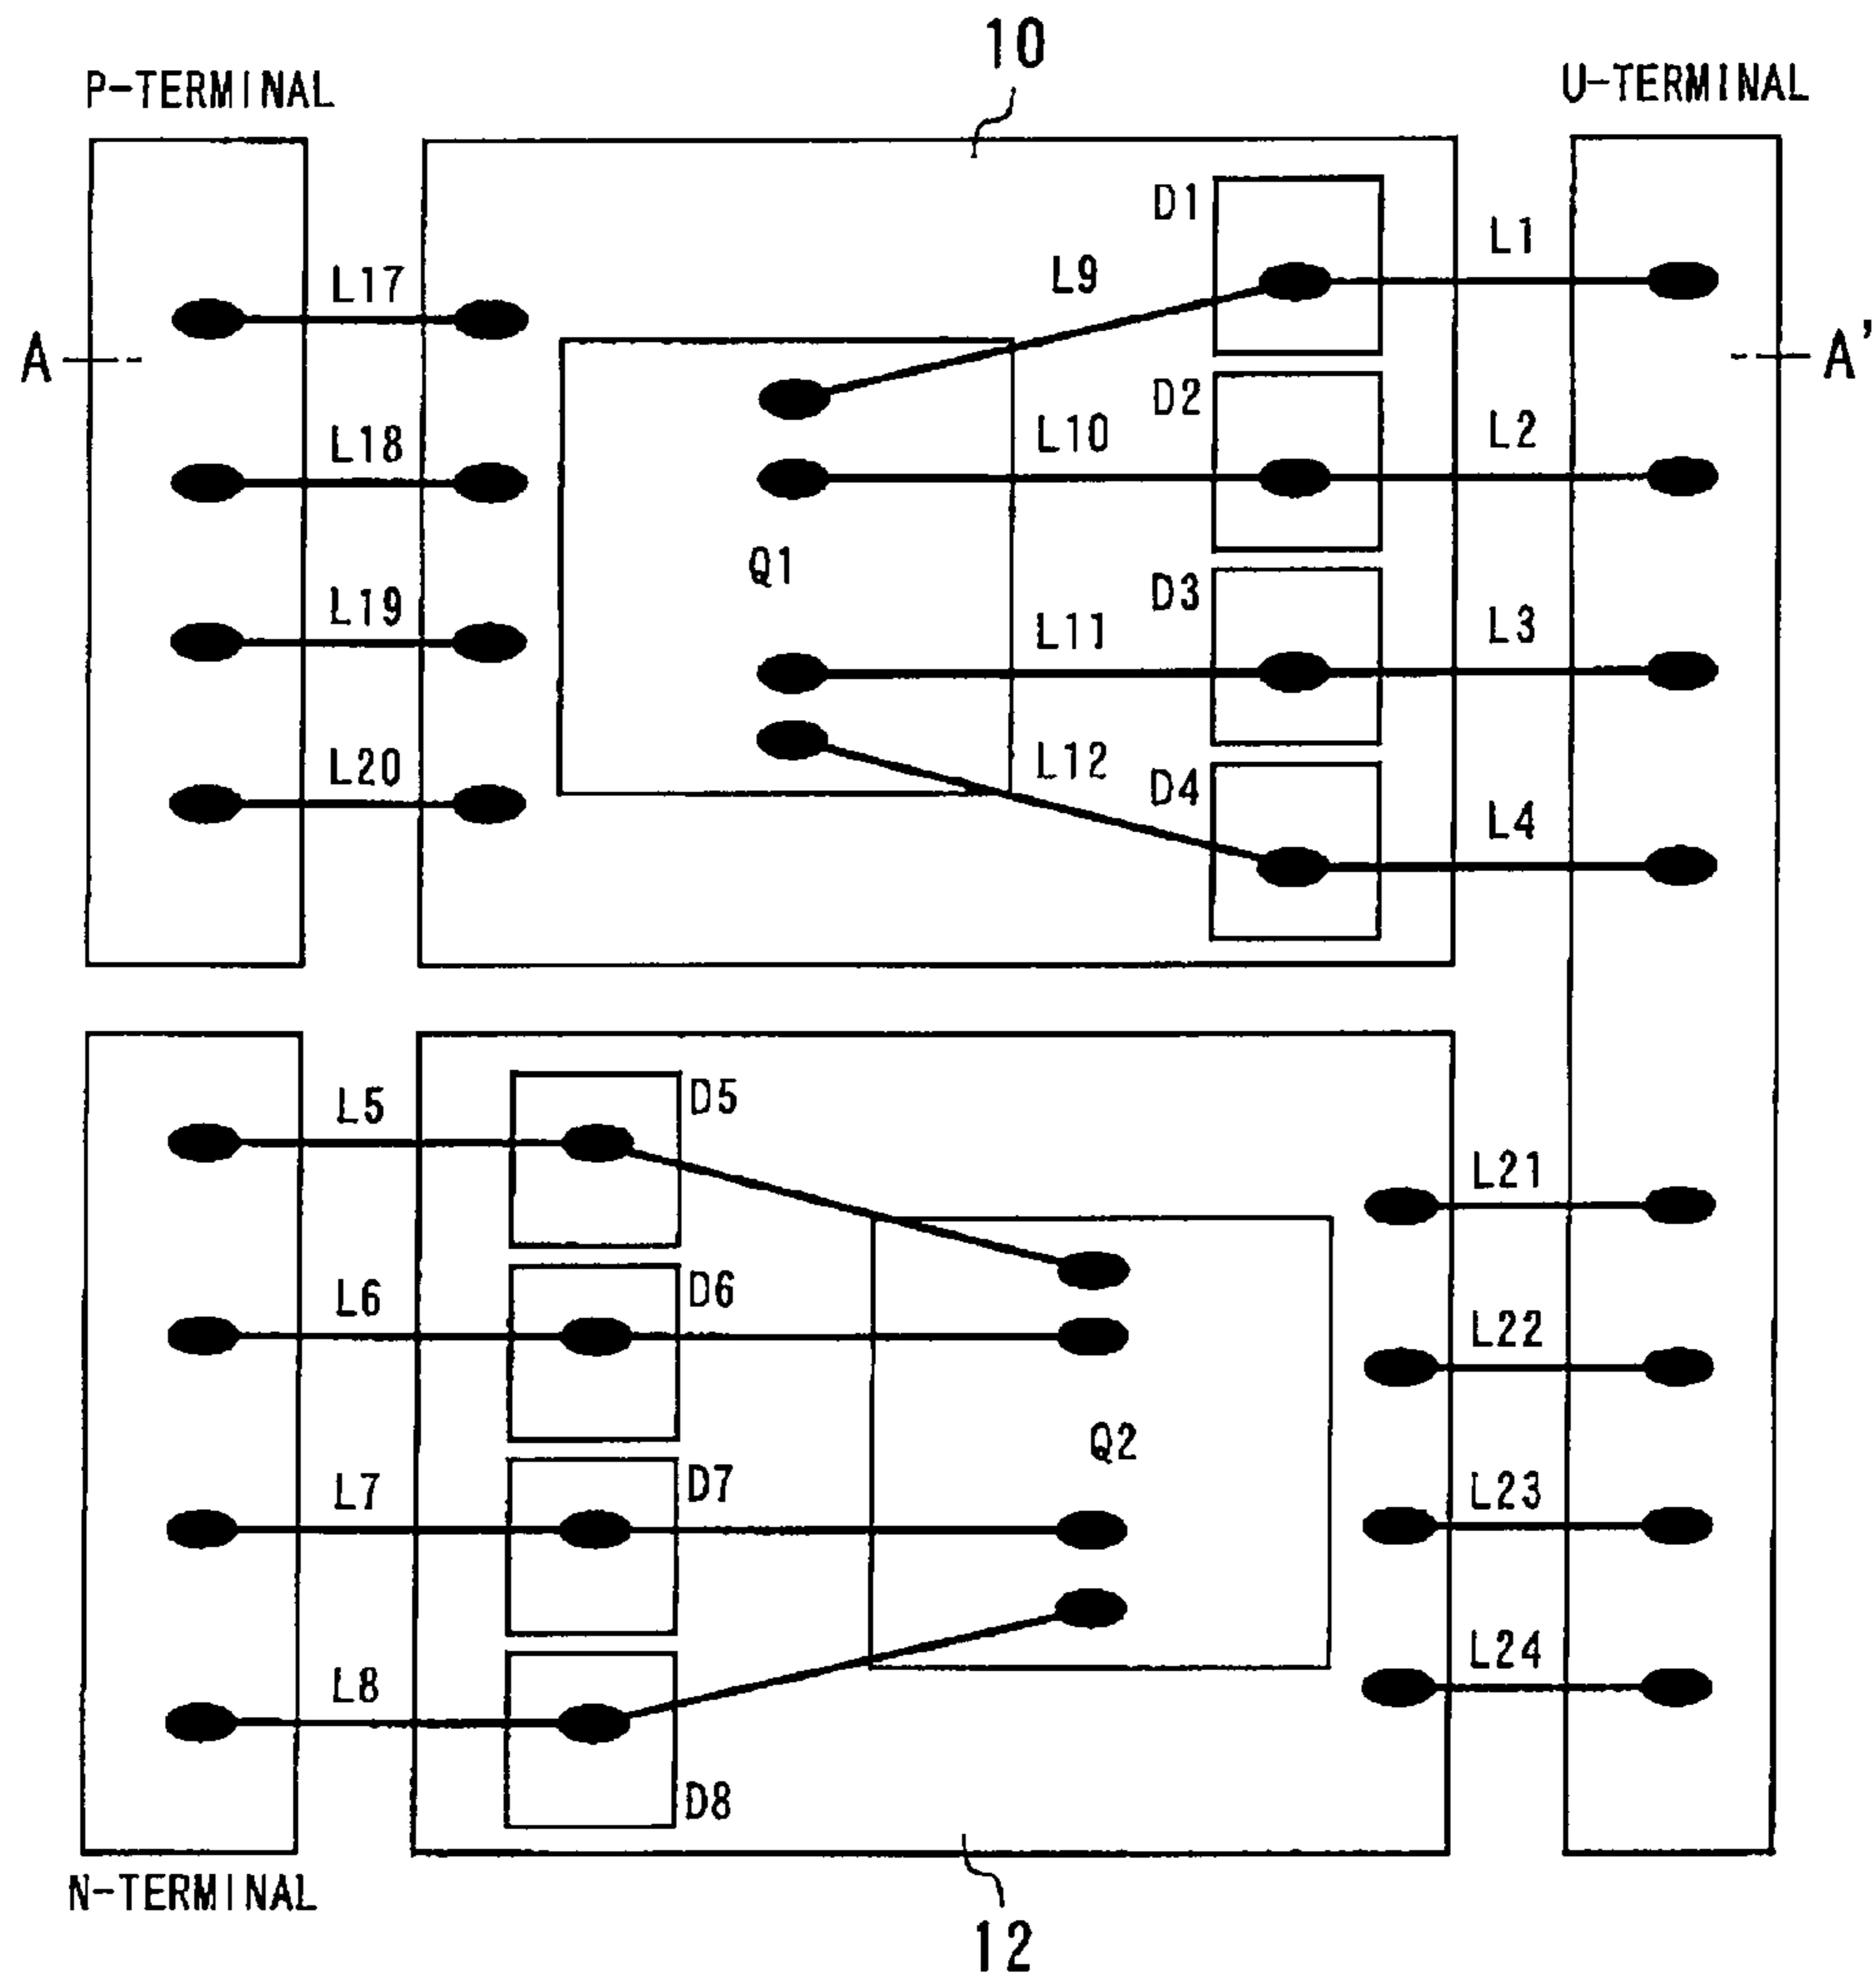 10
P-TERMINAL
U-TERMINAL
D1
L1
L9
L17
A
A'
D2
L2
L10
L18
Q1
D3
L3
L11
L19
L12
D4
L4
L20
L5
D5
L21
L6
D6
L22
Q2
L7
D7
L23
L8
L24
D8
N-TERMINAL
12